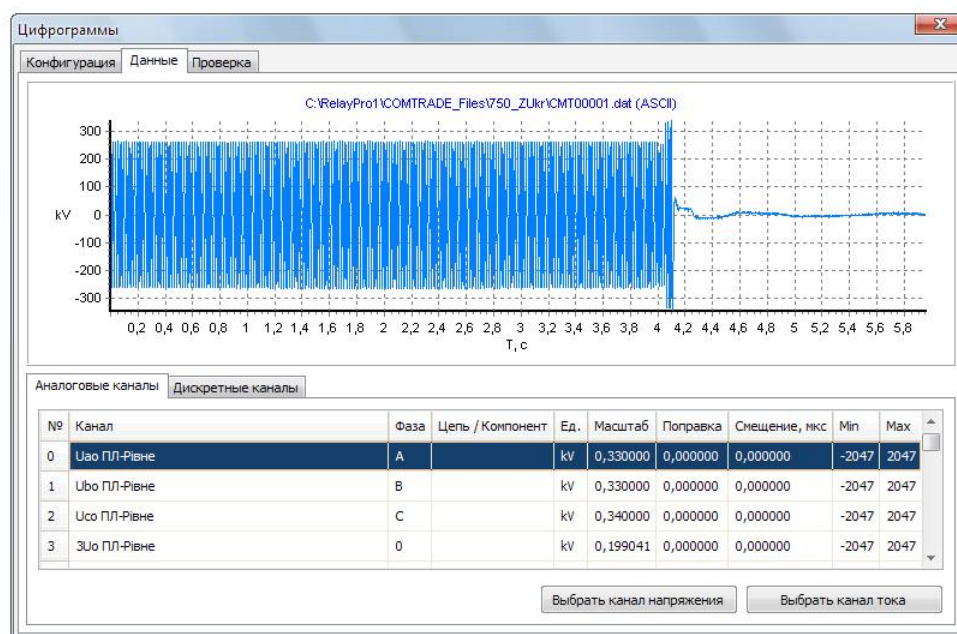 Цифрограммы
Конфигурация Данные Проверка
C:\RelayPro1\COMTRADE_Files\750_ZUkr\CMT00001.dat (ASCII)
300
200
100
kV 0
-100
-200
-300
0,2 0,4 0,6 0,8 1 1,2 1,4 1,6 1,8 2 2,2 2,4 2,6 2,8 3 3,2 3,4 3,6 3,8 4 4,2 4,4 4,6 4,8 5 5,2 5,4 5,6 5,8
T, c
Аналоговые каналы Дискретные каналы
№ Канал Фаза Цепь / Компонент Ед. Масштаб Поправка Смещение, мкс Min Max
0 Uao ПЛ-Рівне A kV 0,330000 0,000000 0,000000 -2047 2047
1 Ubo ПЛ-Рівне B kV 0,330000 0,000000 0,000000 -2047 2047
2 Uco ПЛ-Рівне C kV 0,340000 0,000000 0,000000 -2047 2047
3 3Uo ПЛ-Рівне 0 kV 0,199041 0,000000 0,000000 -2047 2047
Выбрать канал напряжения Выбрать канал тока